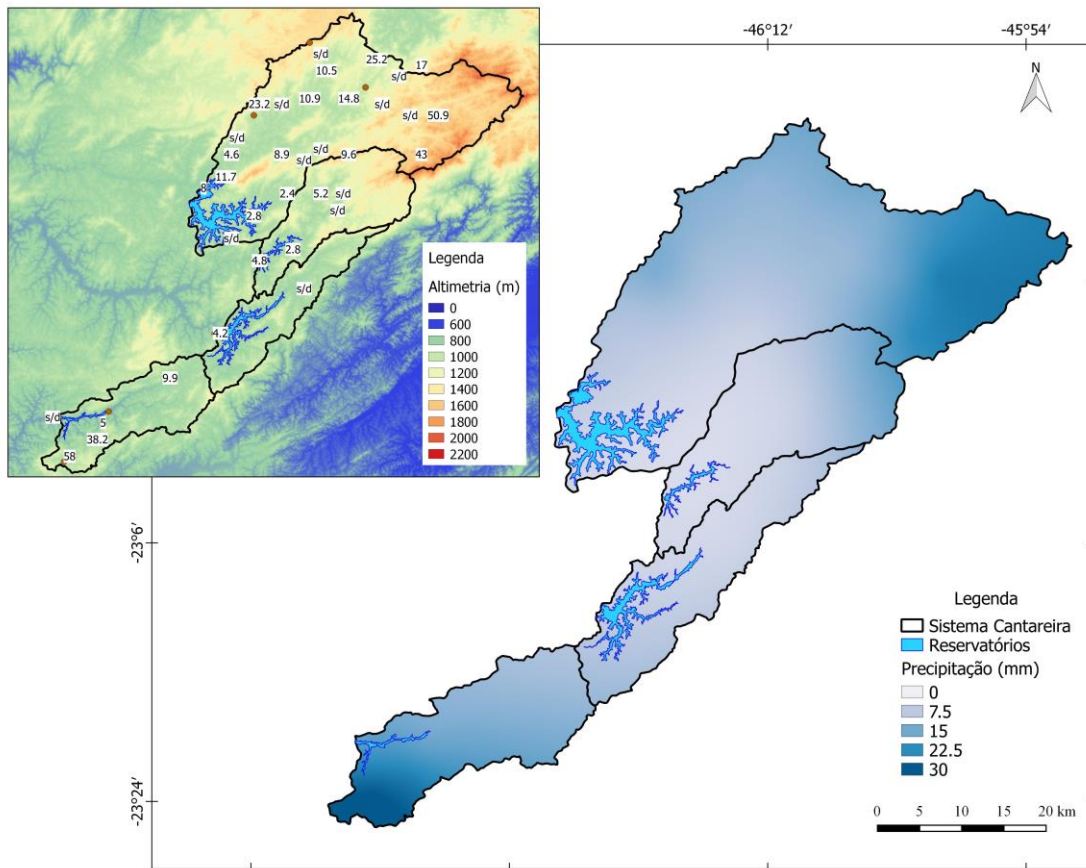 -46°12′
-45°54′
N
s/d
25.2
17
10.5
s/d
23.2
s/d
10.9
14.8
s/d
s/d
50.9
s/d
4.6
8.9
s/d
s/d
9.6
43
11.7
8
2.4
5.2
s/d
2.8
s/d
s/d
4.8
2.8
s/d
4.2
9.9
s/d
5
38.2
58
Legenda
Altimetria (m)
0
600
800
1000
1200
1400
1600
1800
2000
2200
-23°6′
-23°24′
Legenda
Sistema Cantareira
Reservatórios
Precipitação (mm)
0
7.5
15
22.5
30
0 5 10 15 20 km